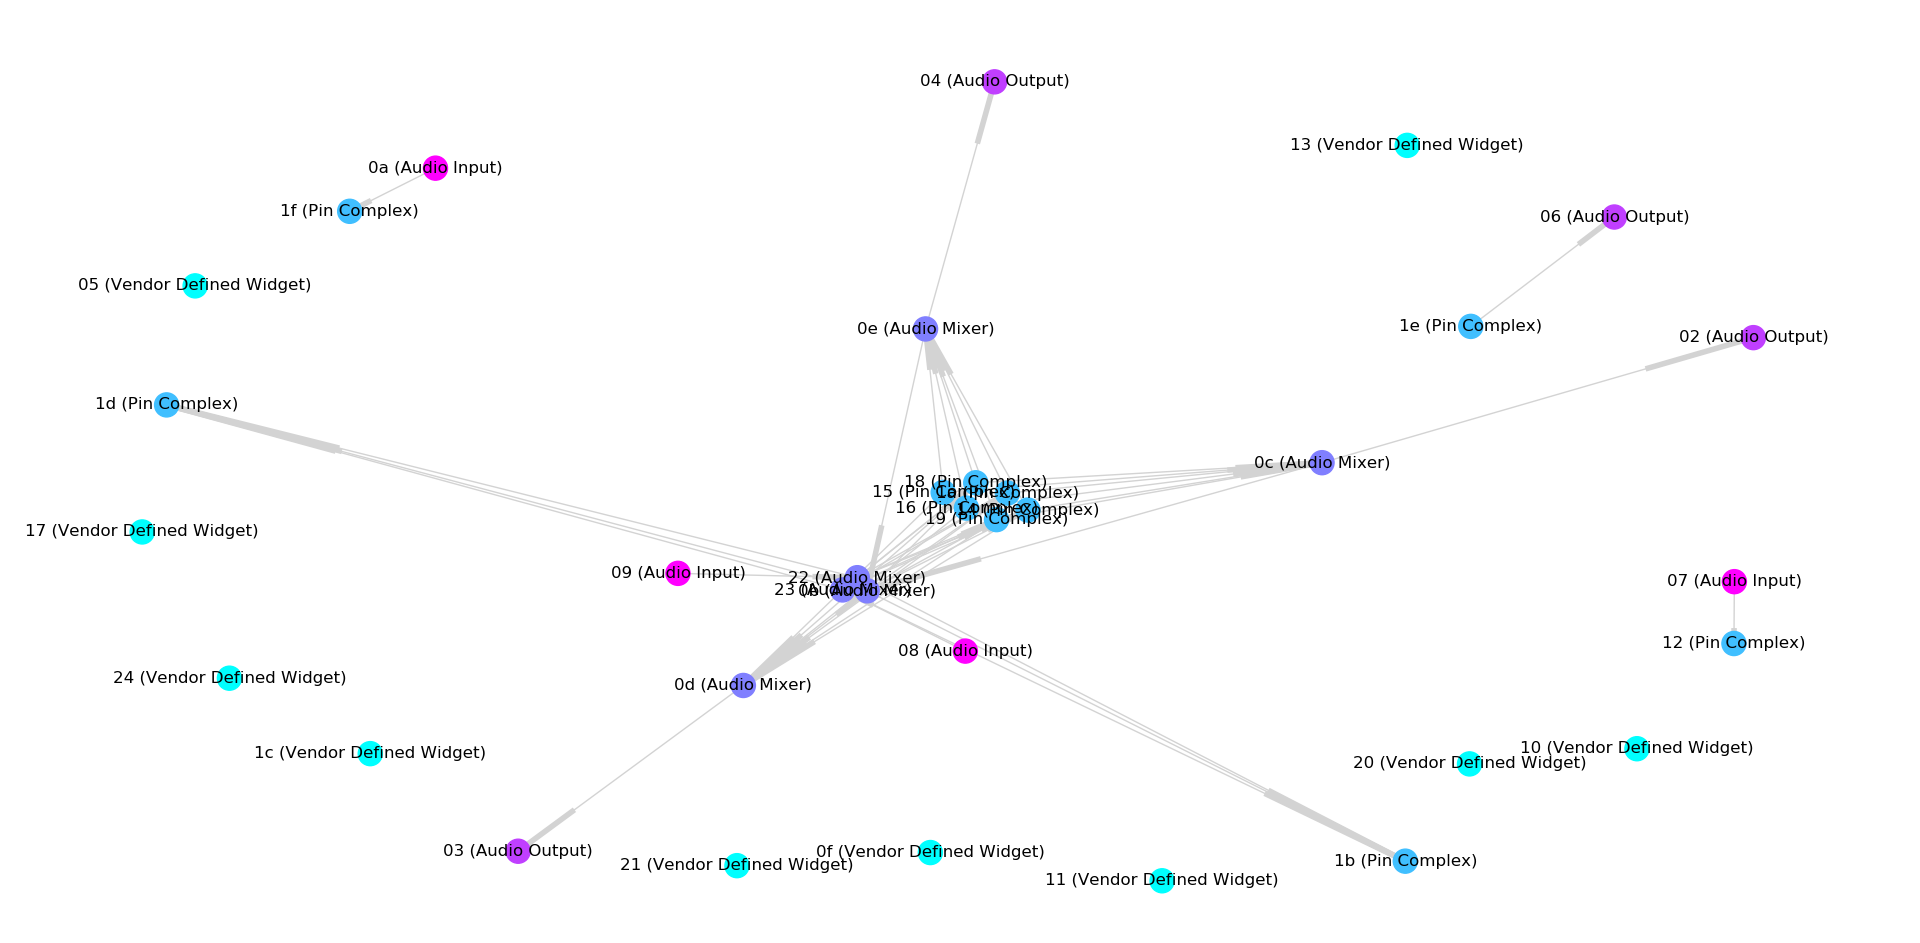 04 (Audio Output)
13 (Vendor Defined Widget)
0a (Audio Input)
1f (Pin Complex)
06 (Audio Output)
05 (Vendor Defined Widget)
0e (Audio Mixer)
1e (Pin Complex)
02 (Audio Output)
1d (Pin Complex)
0c (Audio Mixer)
18 (Pin Complex)
15 (Pin Complex)
1a (Pin Complex)
16 (Pin Complex)
14 (Pin Complex)
19 (Pin Complex)
17 (Vendor Defined Widget)
09 (Audio Input)
22 (Audio Mixer)
23 (Audio Mixer)
0b (Audio Mixer)
07 (Audio Input)
12 (Pin Complex)
08 (Audio Input)
24 (Vendor Defined Widget)
0d (Audio Mixer)
1c (Vendor Defined Widget)
10 (Vendor Defined Widget)
20 (Vendor Defined Widget)
03 (Audio Output)
21 (Vendor Defined Widget)
0f (Vendor Defined Widget)
1b (Pin Complex)
11 (Vendor Defined Widget)